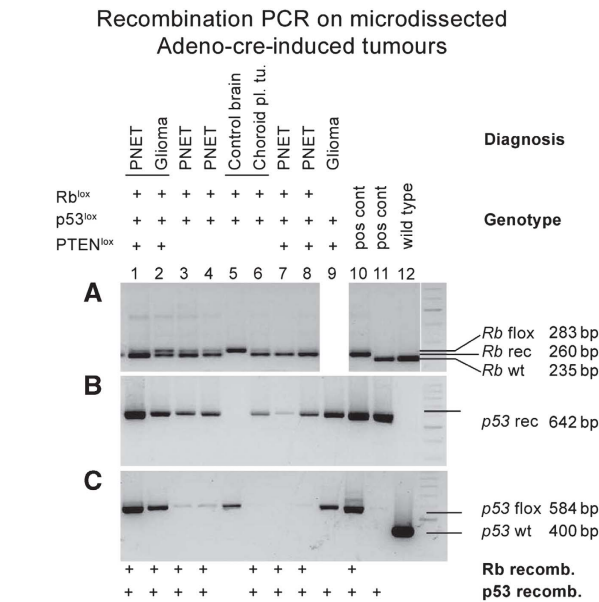 Recombination PCR on microdissected
Adeno-cre-induced tumours
PNET
Glioma
PNET
PNET
Control brain
Choroid pl. tu.
PNET
PNET
Glioma
Diagnosis
Rblox + + + + + + + +
p53lox + + + + + + + + +
PTENlox + + + + +
pos cont
pos cont
wild type
Genotype
1 2 3 4 5 6 7 8 9 10 11 12
A
Rb flox 283 bp
Rb rec 260 bp
Rb wt 235 bp
B
p53 rec 642 bp
C
p53 flox 584 bp
p53 wt 400 bp
+ + + + + + + + Rb recomb.
+ + + + + + + + + + p53 recomb.